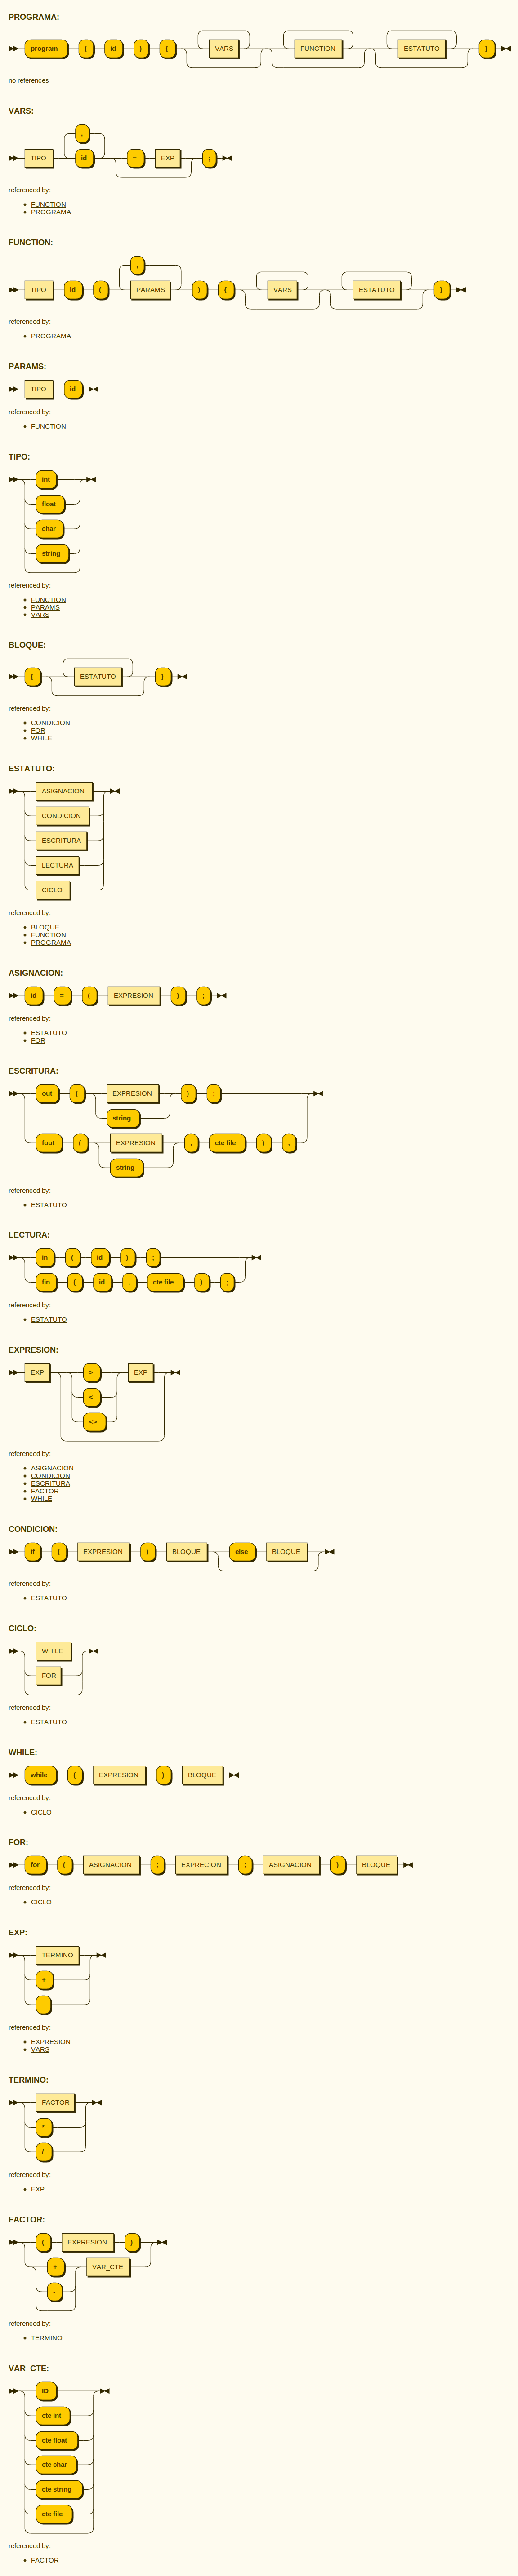 PROGRAMA:
program ( id ) { VARS FUNCTION ESTATUTO }
no references
VARS:
,
TIPO id = EXP ;
referenced by:
FUNCTION
PROGRAMA
FUNCTION:
,
TIPO id ( PARAMS ) { VARS ESTATUTO }
referenced by:
PROGRAMA
PARAMS:
TIPO id
referenced by:
FUNCTION
TIPO:
int
float
char
string
referenced by:
FUNCTION
PARAMS
VARS
BLOQUE:
{ ESTATUTO }
referenced by:
CONDICION
FOR
WHILE
ESTATUTO:
ASIGNACION
CONDICION
ESCRITURA
LECTURA
CICLO
referenced by:
BLOQUE
FUNCTION
PROGRAMA
ASIGNACION:
id = ( EXPRESION ) ;
referenced by:
ESTATUTO
FOR
ESCRITURA:
out ( EXPRESION ) ;
string
fout ( EXPRESION , cte file ) ;
string
referenced by:
ESTATUTO
LECTURA:
in ( id ) ;
fin ( id , cte file ) ;
referenced by:
ESTATUTO
EXPRESION:
EXP > EXP
<
<>
referenced by:
ASIGNACION
CONDICION
ESCRITURA
FACTOR
WHILE
CONDICION:
if ( EXPRESION ) BLOQUE else BLOQUE
referenced by:
ESTATUTO
CICLO:
WHILE
FOR
referenced by:
ESTATUTO
WHILE:
while ( EXPRESION ) BLOQUE
referenced by:
CICLO
FOR:
for ( ASIGNACION ; EXPRECION ; ASIGNACION ) BLOQUE
referenced by:
CICLO
EXP:
TERMINO
+
-
referenced by:
EXPRESION
VARS
TERMINO:
FACTOR
*
/
referenced by:
EXP
FACTOR:
( EXPRESION )
+ VAR_CTE
-
referenced by:
TERMINO
VAR_CTE:
ID
cte int
cte float
cte char
cte string
cte file
referenced by:
FACTOR